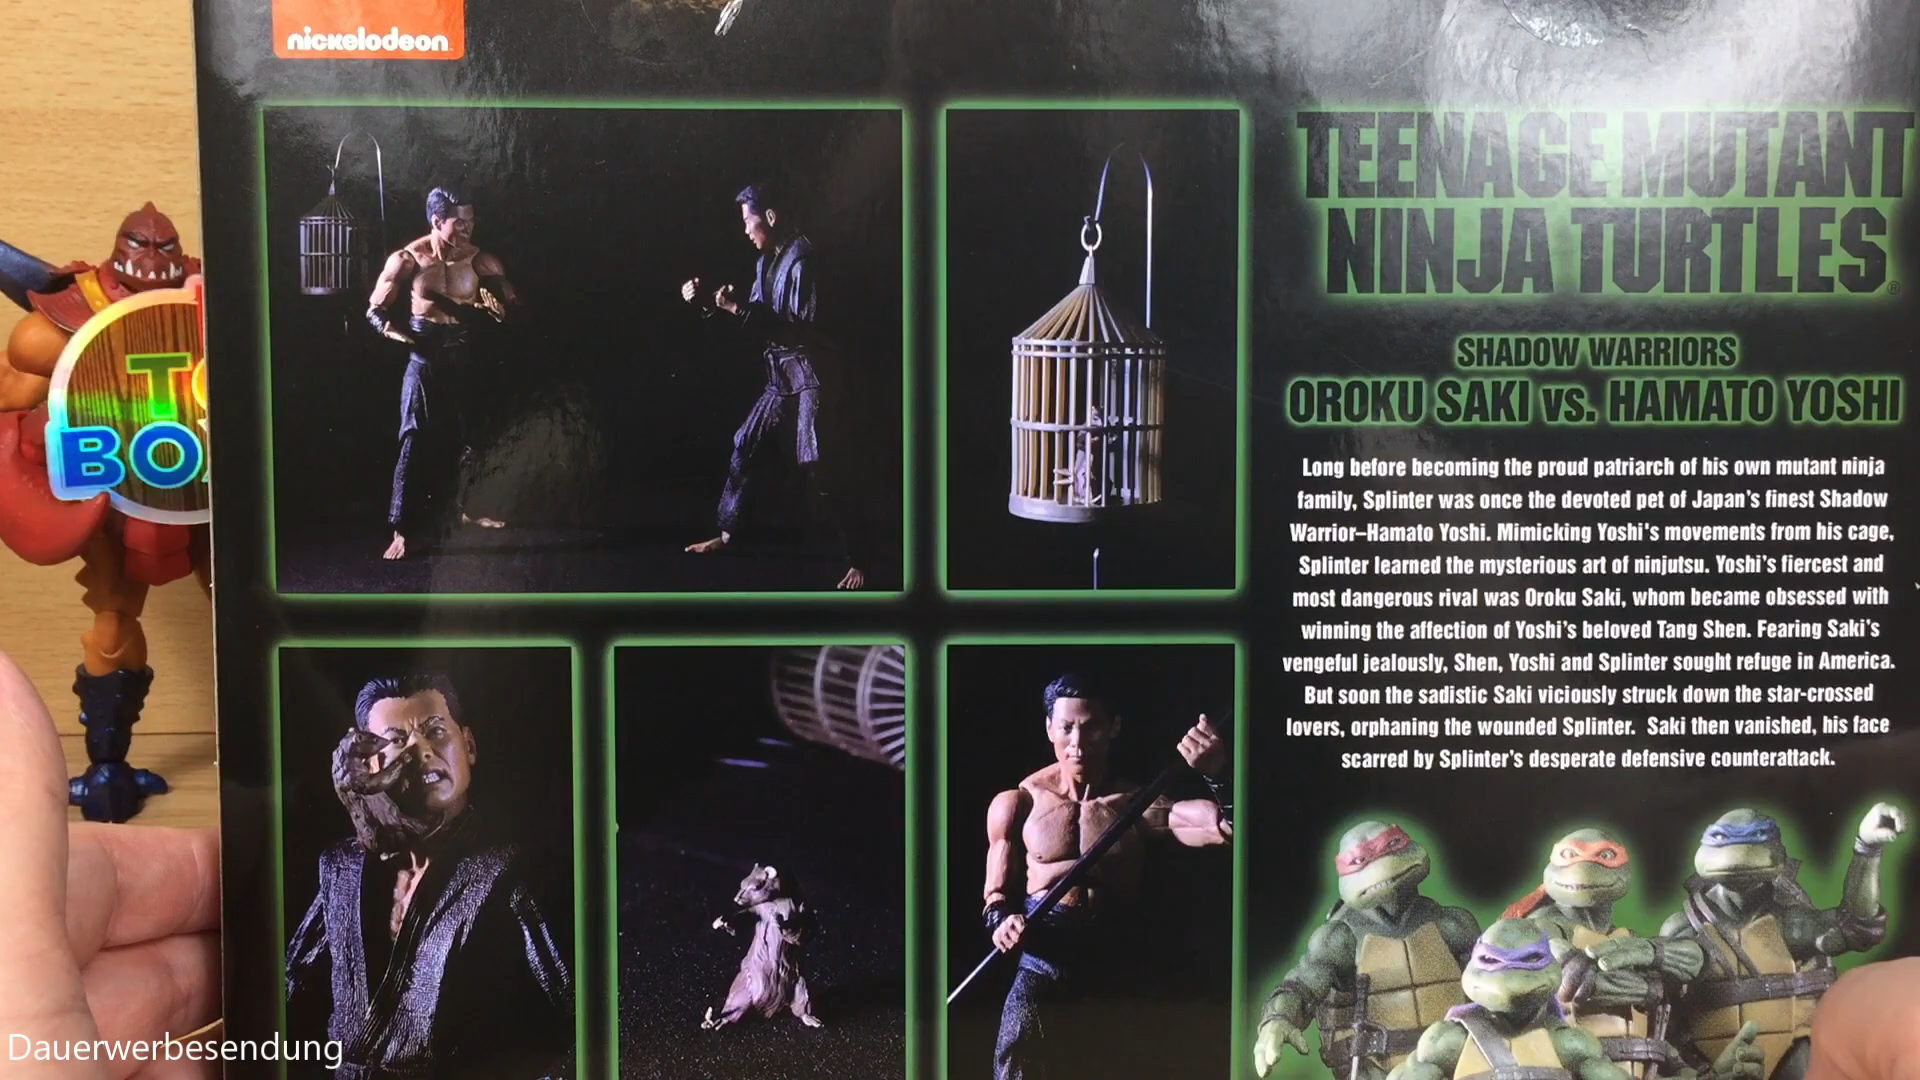 nickelodeon
TEENAGE MUTANT
NINJA TURTLES®
SHADOW WARRIORS
OROKU SAKI vs. HAMATO YOSHI
Long before becoming the proud patriarch of his own mutant ninja
family, Splinter was once the devoted pet of Japan's finest Shadow
Warrior–Hamato Yoshi. Mimicking Yoshi's movements from his cage,
Splinter learned the mysterious art of ninjutsu. Yoshi's fiercest and
most dangerous rival was Oroku Saki, whom became obsessed with
winning the affection of Yoshi's beloved Tang Shen. Fearing Saki's
vengeful jealously, Shen, Yoshi and Splinter sought refuge in America.
But soon the sadistic Saki viciously struck down the star-crossed
lovers, orphaning the wounded Splinter. Saki then vanished, his face
scarred by Splinter's desperate defensive counterattack.
Dauerwerbesendung